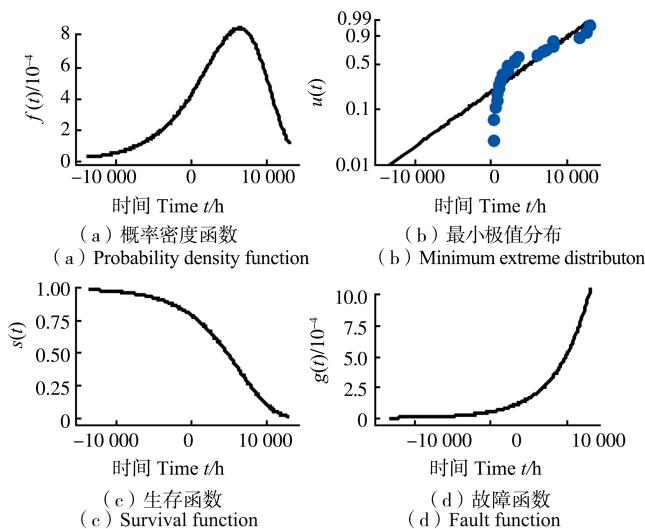 8
6
4
2
0
f(t)/10⁻⁴
−10 000 0 10 000
时间 Time t/h
(a) 概率密度函数
(a) Probability density function
0.99
0.9
0.5
0.1
0.01
u(t)
−10 000 0 10 000
时间 Time t/h
(b) 最小极值分布
(b) Minimum extreme distributon
1.00
0.75
0.50
0.25
0
s(t)
−10 000 0 10 000
时间 Time t/h
(c) 生存函数
(c) Survival function
10.0
7.5
5.0
2.5
0
g(t)/10⁻⁴
−10 000 0 10 000
时间 Time t/h
(d) 故障函数
(d) Fault function